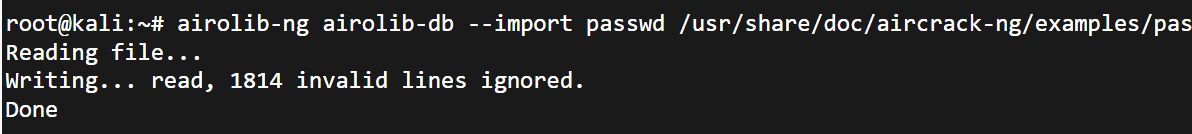 root@kali:~# airolib-ng airolib-db --import passwd /usr/share/doc/aircrack-ng/examples/pas
Reading file...
Writing... read, 1814 invalid lines ignored.
Done